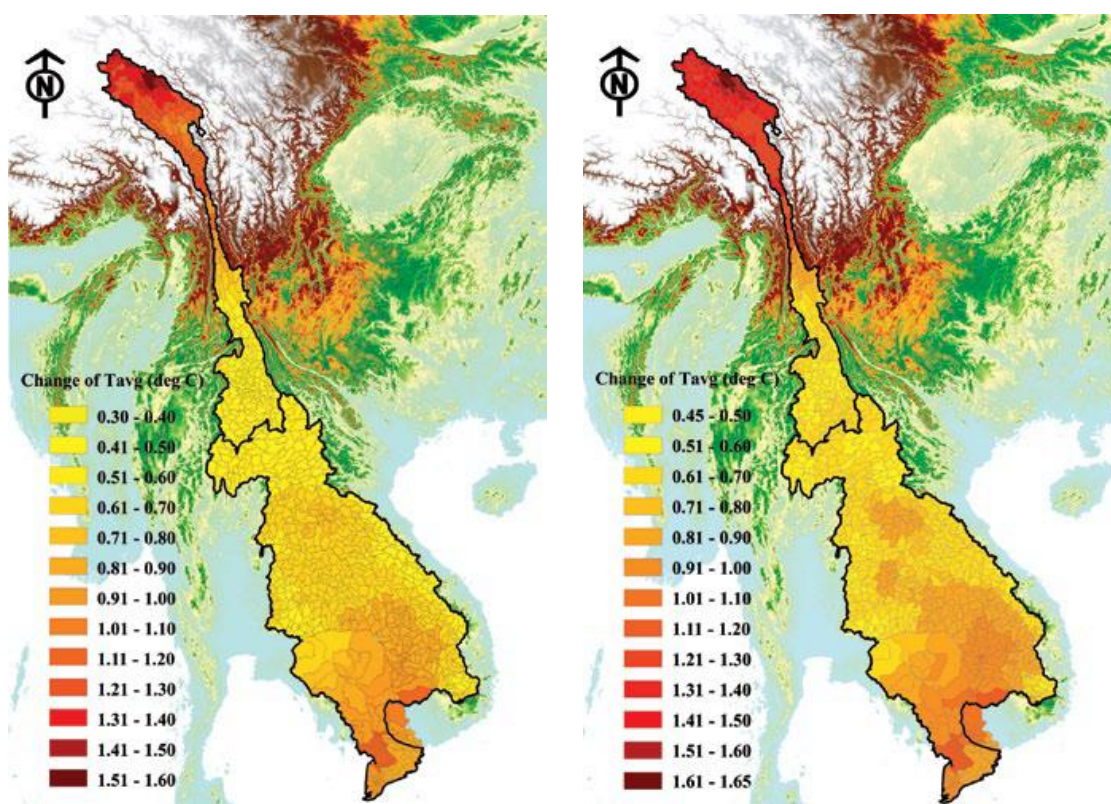 N
Change of Tavg (deg C)
0.30 - 0.40
0.41 - 0.50
0.51 - 0.60
0.61 - 0.70
0.71 - 0.80
0.81 - 0.90
0.91 - 1.00
1.01 - 1.10
1.11 - 1.20
1.21 - 1.30
1.31 - 1.40
1.41 - 1.50
1.51 - 1.60
N
Change of Tavg (deg C)
0.45 - 0.50
0.51 - 0.60
0.61 - 0.70
0.71 - 0.80
0.81 - 0.90
0.91 - 1.00
1.01 - 1.10
1.11 - 1.20
1.21 - 1.30
1.31 - 1.40
1.41 - 1.50
1.51 - 1.60
1.61 - 1.65